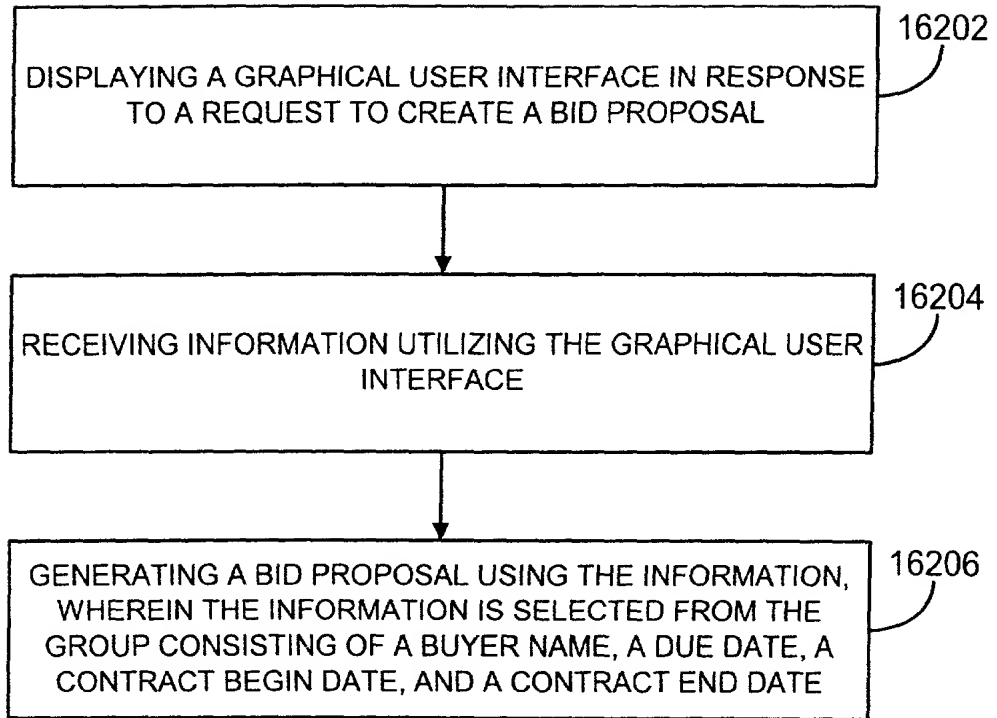 16202
DISPLAYING A GRAPHICAL USER INTERFACE IN RESPONSE
TO A REQUEST TO CREATE A BID PROPOSAL
16204
RECEIVING INFORMATION UTILIZING THE GRAPHICAL USER
INTERFACE
16206
GENERATING A BID PROPOSAL USING THE INFORMATION,
WHEREIN THE INFORMATION IS SELECTED FROM THE
GROUP CONSISTING OF A BUYER NAME, A DUE DATE, A
CONTRACT BEGIN DATE, AND A CONTRACT END DATE